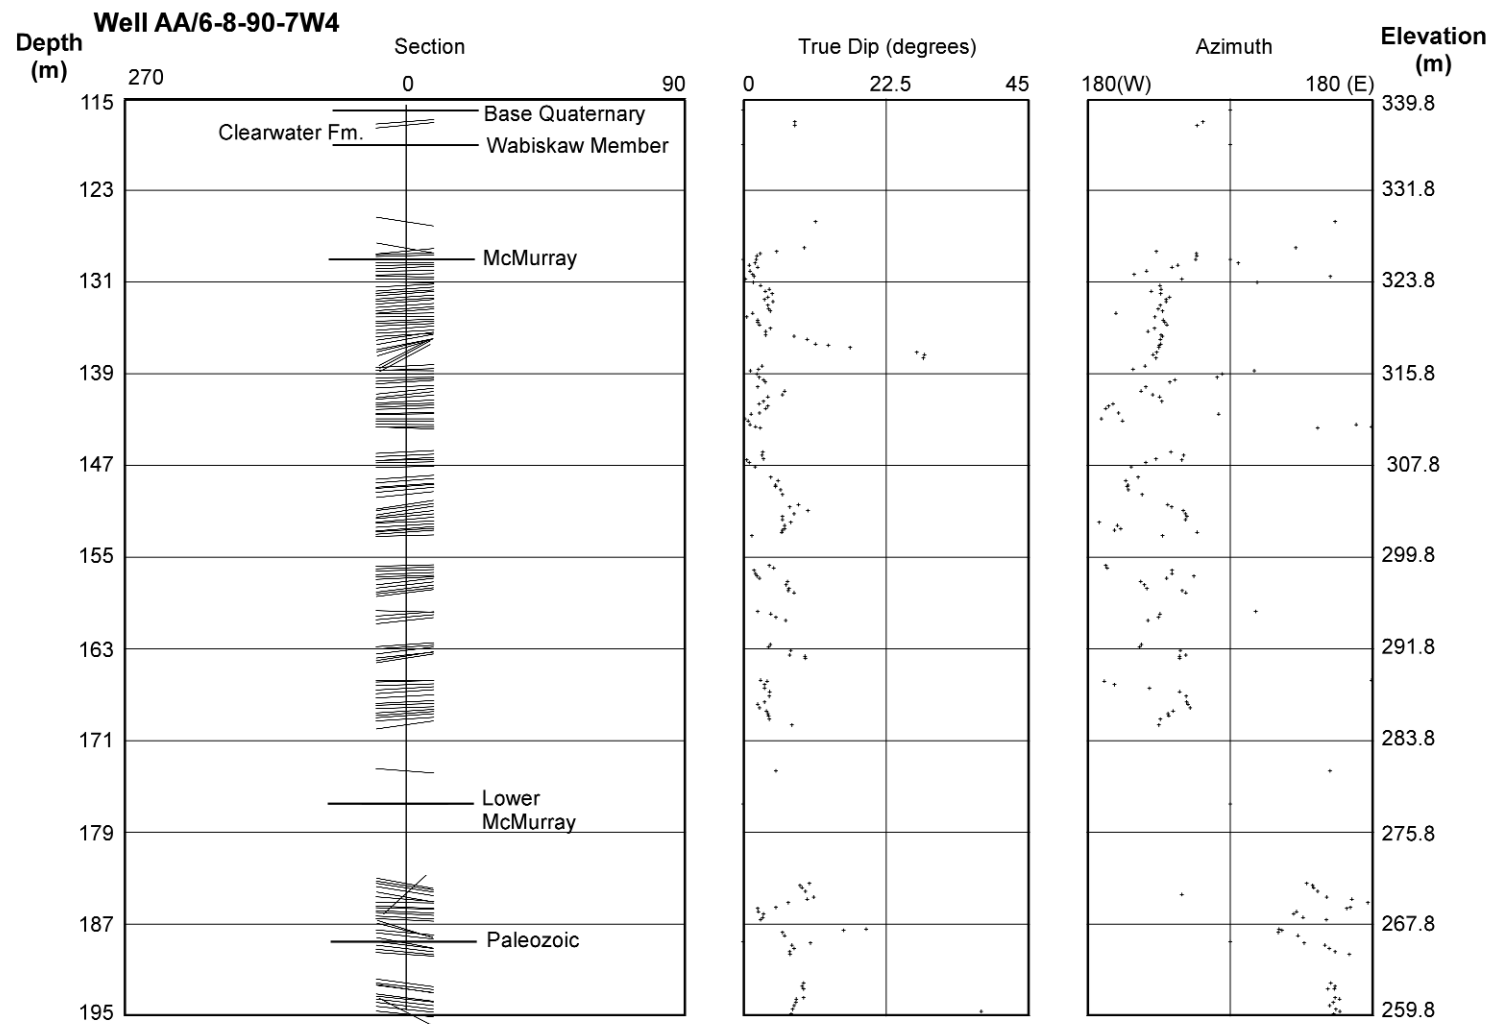 Well AA/6-8-90-7W4
Depth
(m)
Section
True Dip (degrees)
Azimuth
Elevation
(m)
270 0 90
0 22.5 45
180(W) 180 (E)
115 Base Quaternary 339.8
Clearwater Fm.
Wabiskaw Member
123 331.8
McMurray
131 323.8
139 315.8
147 307.8
155 299.8
163 291.8
171 283.8
Lower
McMurray
179 275.8
187 267.8
Paleozoic
195 259.8